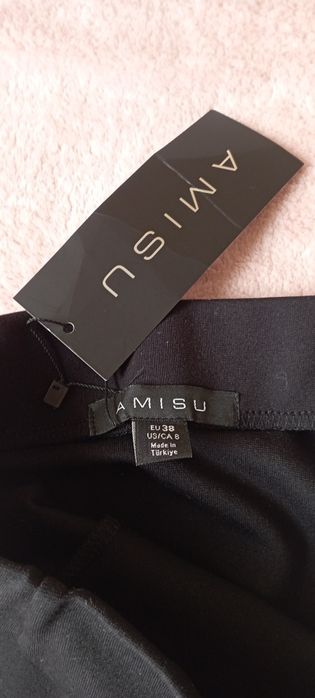 AMISU
AMISU
EU 38
US/CA 8
Made in
Türkiye